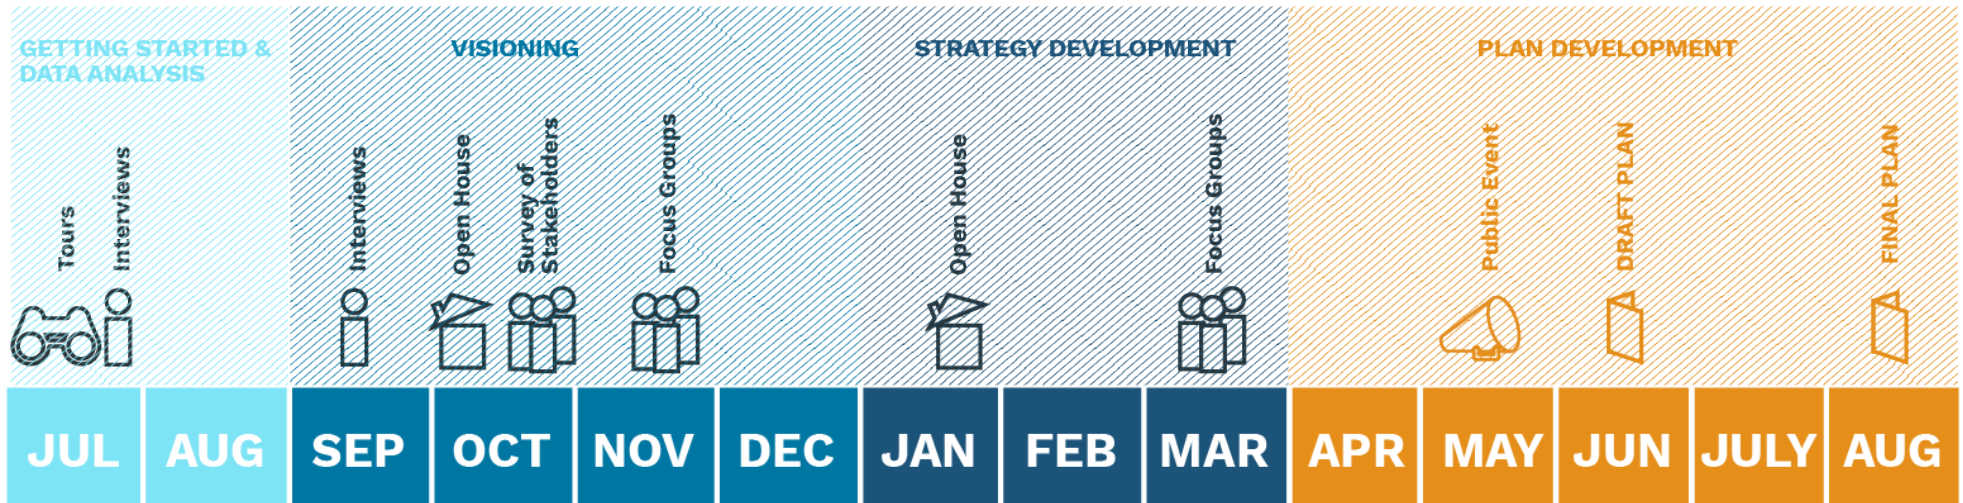 GETTING STARTED &
DATA ANALYSIS
VISIONING
STRATEGY DEVELOPMENT
PLAN DEVELOPMENT
Tours
Interviews
Interviews
Open House
Survey of
Stakeholders
Focus Groups
Open House
Focus Groups
Public Event
DRAFT PLAN
FINAL PLAN
JUL
AUG
SEP
OCT
NOV
DEC
JAN
FEB
MAR
APR
MAY
JUN
JULY
AUG